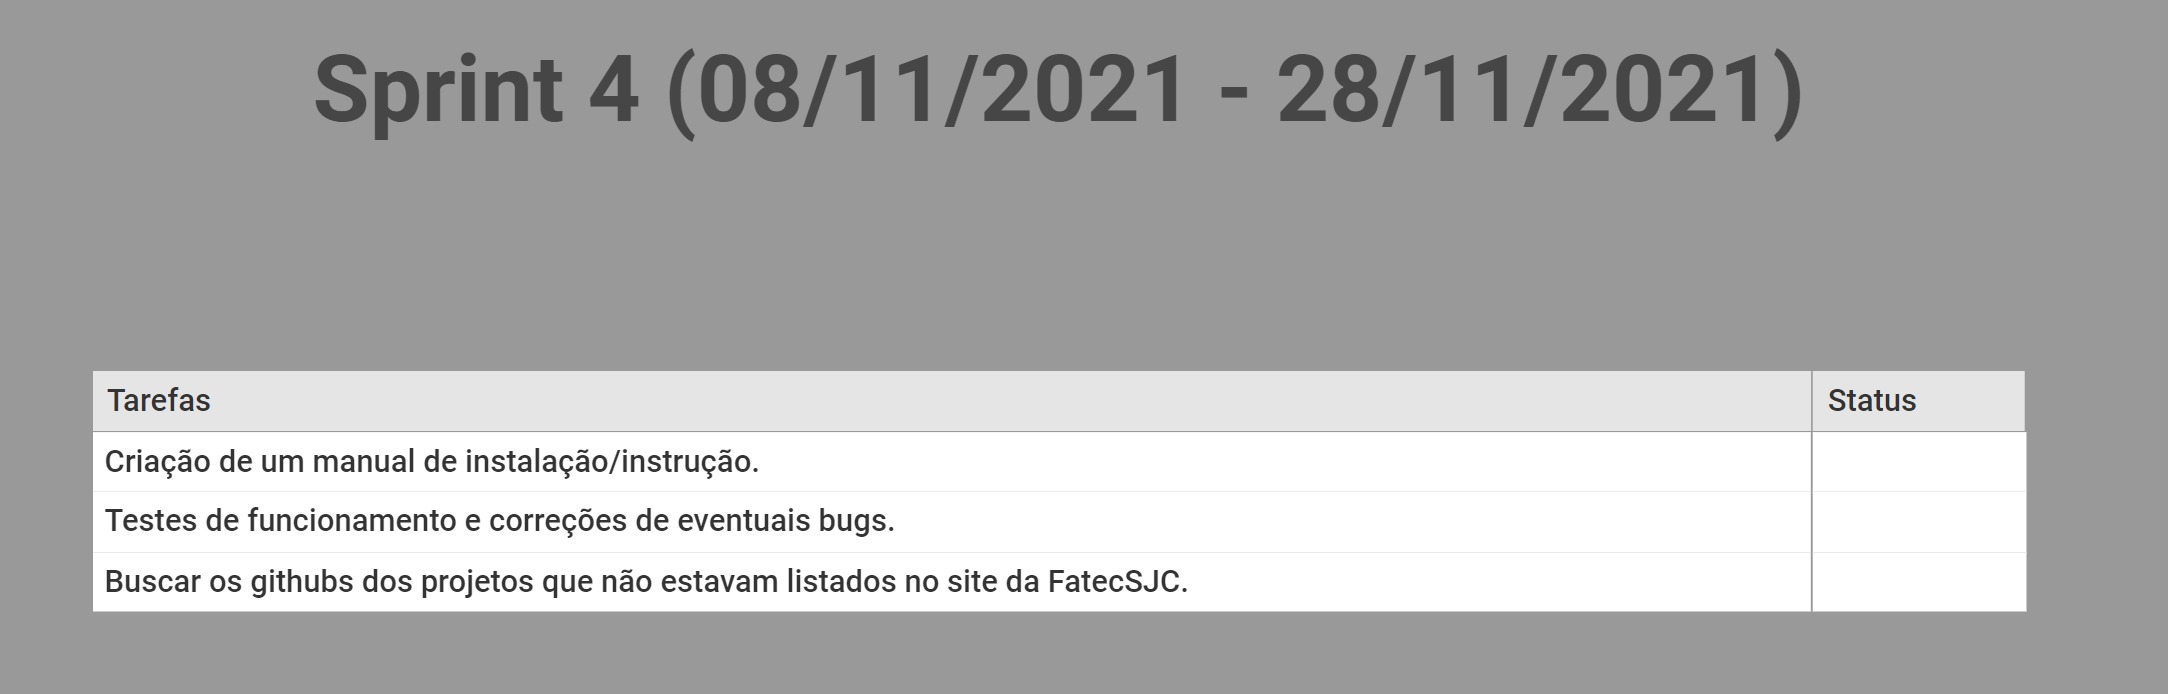 Sprint 4 (08/11/2021 - 28/11/2021)
Tarefas Status
Criação de um manual de instalação/instrução.
Testes de funcionamento e correções de eventuais bugs.
Buscar os githubs dos projetos que não estavam listados no site da FatecSJC.